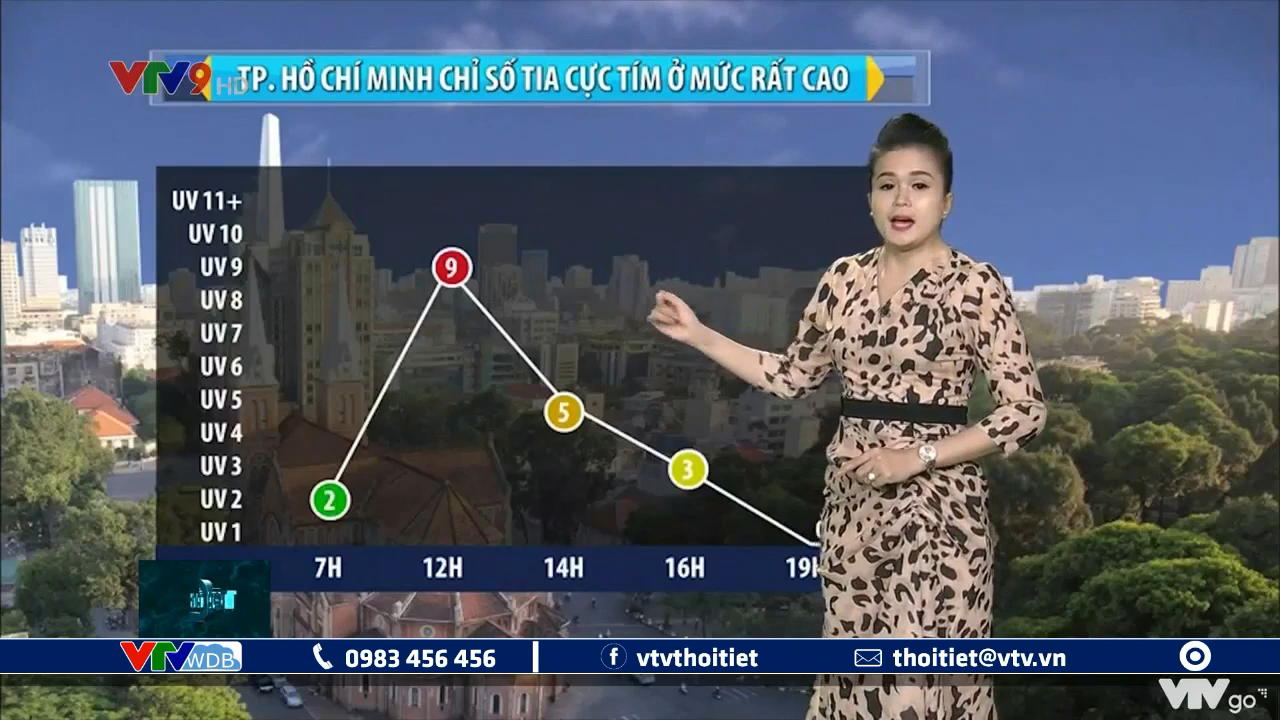 VTV9
HD
TP. HỒ CHÍ MINH CHỈ SỐ TIA CỰC TÍM Ở MỨC RẤT CAO
UV 11+
UV 10
UV 9
UV 8
UV 7
UV 6
UV 5
UV 4
UV 3
UV 2
UV 1
9
5
3
2
7H
12H
14H
16H
19H
VTV WDB
0983 456 456
vtvthoitiet
thoitiet@vtv.vn
VTV go